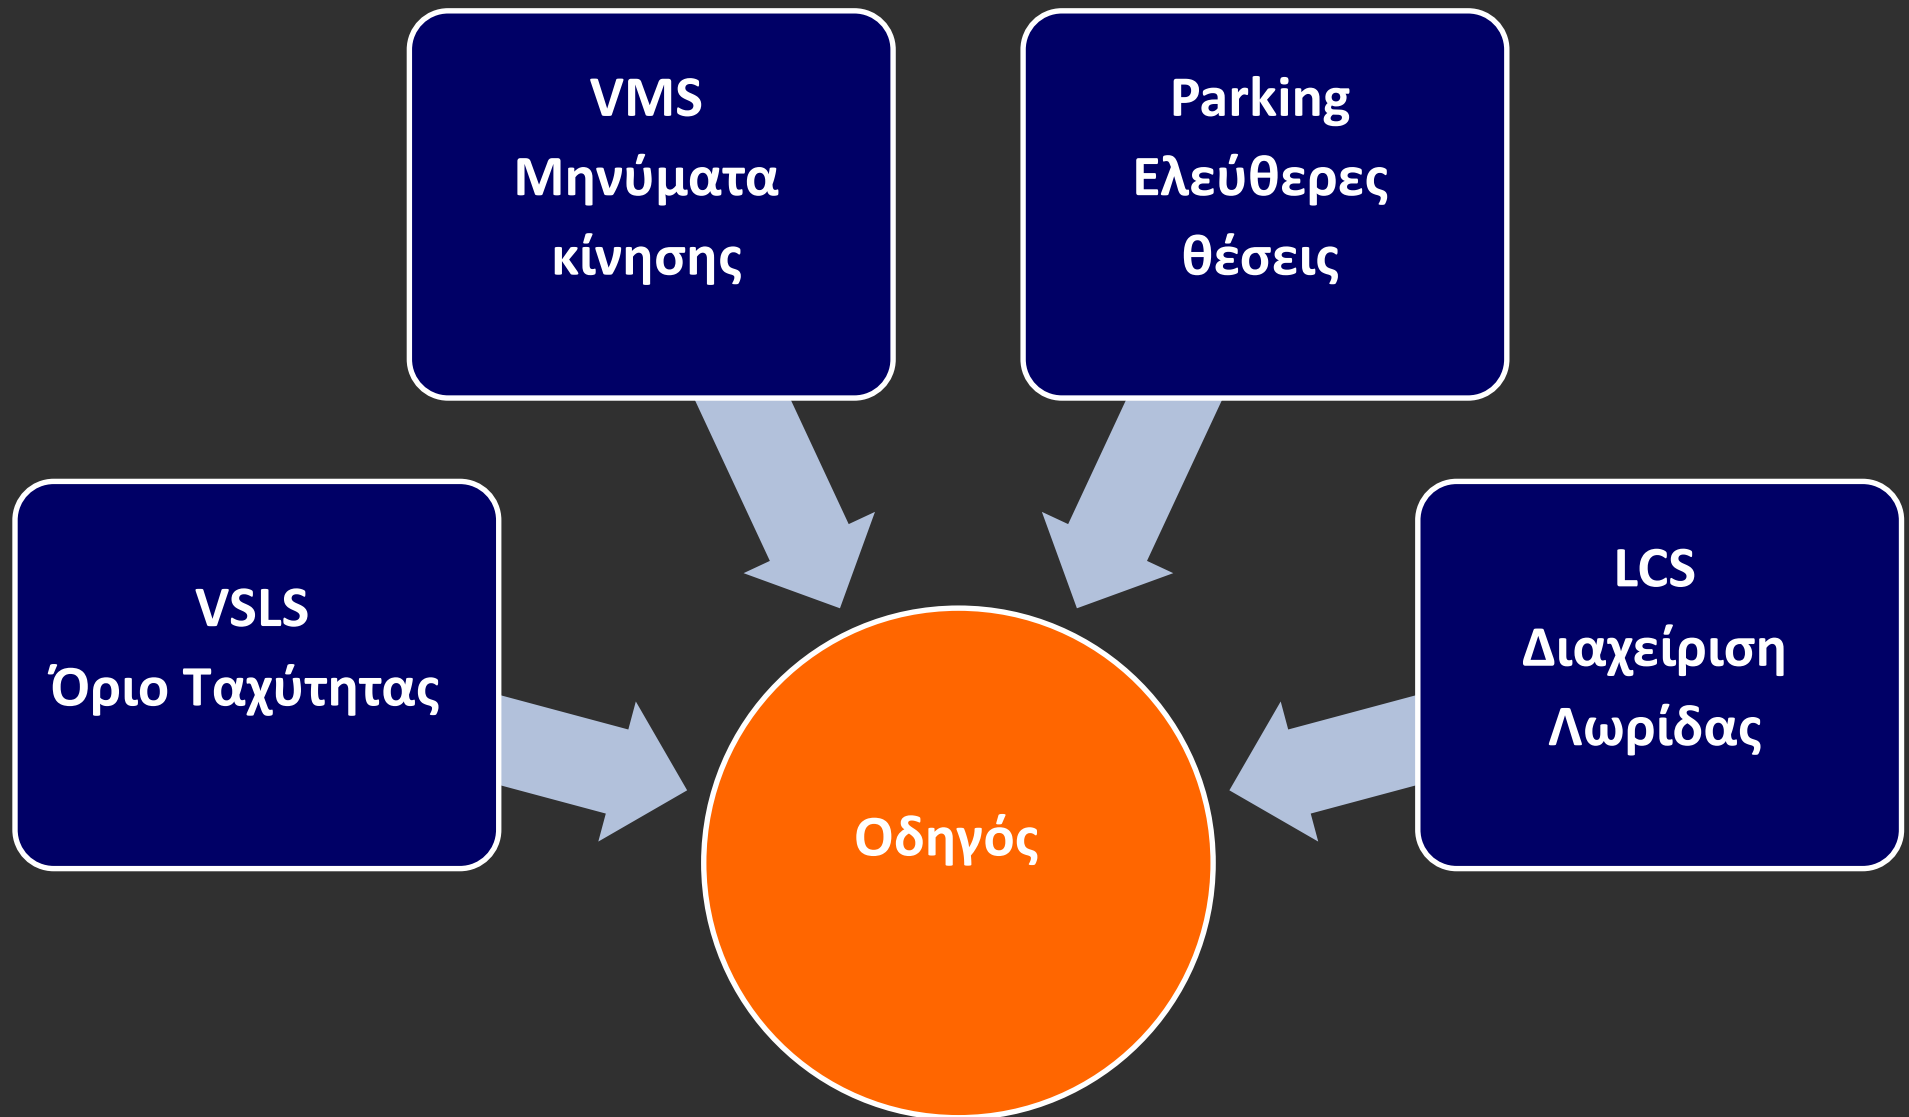 VMS
Μηνύματα
κίνησης
Parking
Ελεύθερες
θέσεις
VSLS
Όριο Ταχύτητας
LCS
Διαχείριση
Λωρίδας
Οδηγός